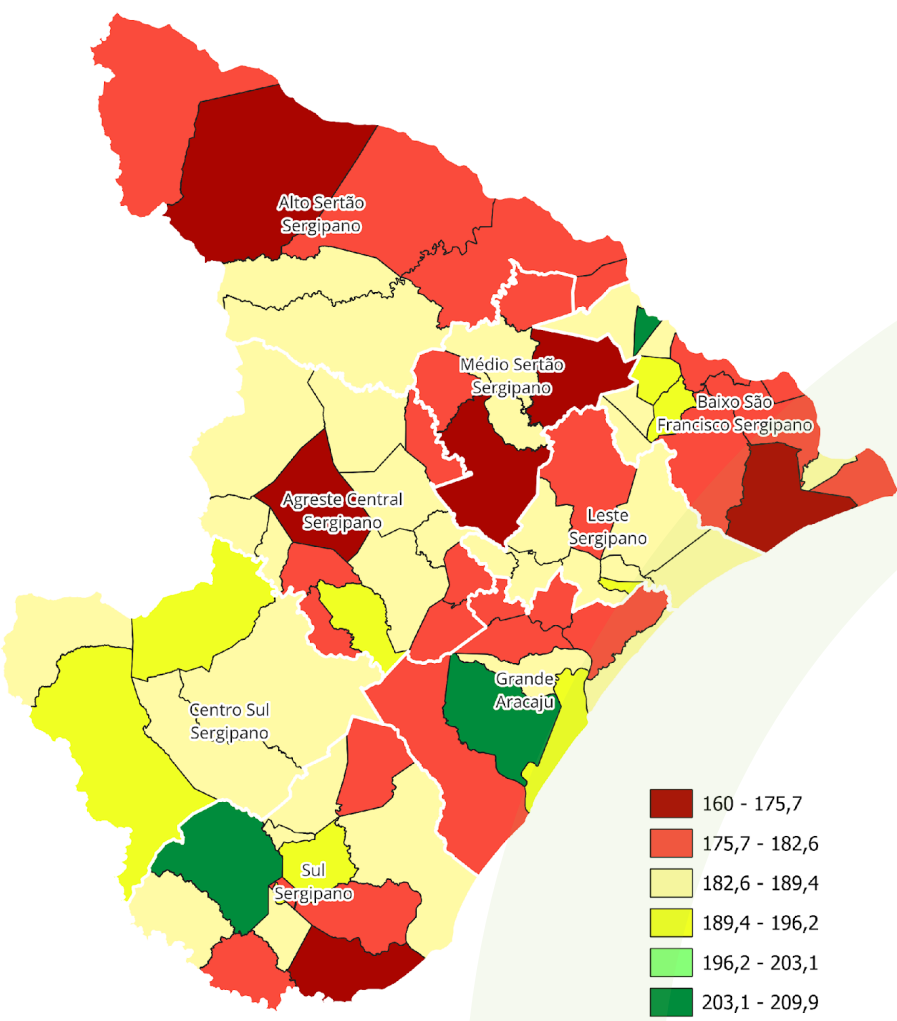 Alto Sertão
Sergipano
Médio Sertão
Sergipano
Baixo São
Francisco Sergipano
Agreste Central
Sergipano
Leste
Sergipano
Grande
Aracaju
Centro Sul
Sergipano
Sul
Sergipano
160 - 175,7
175,7 - 182,6
182,6 - 189,4
189,4 - 196,2
196,2 - 203,1
203,1 - 209,9